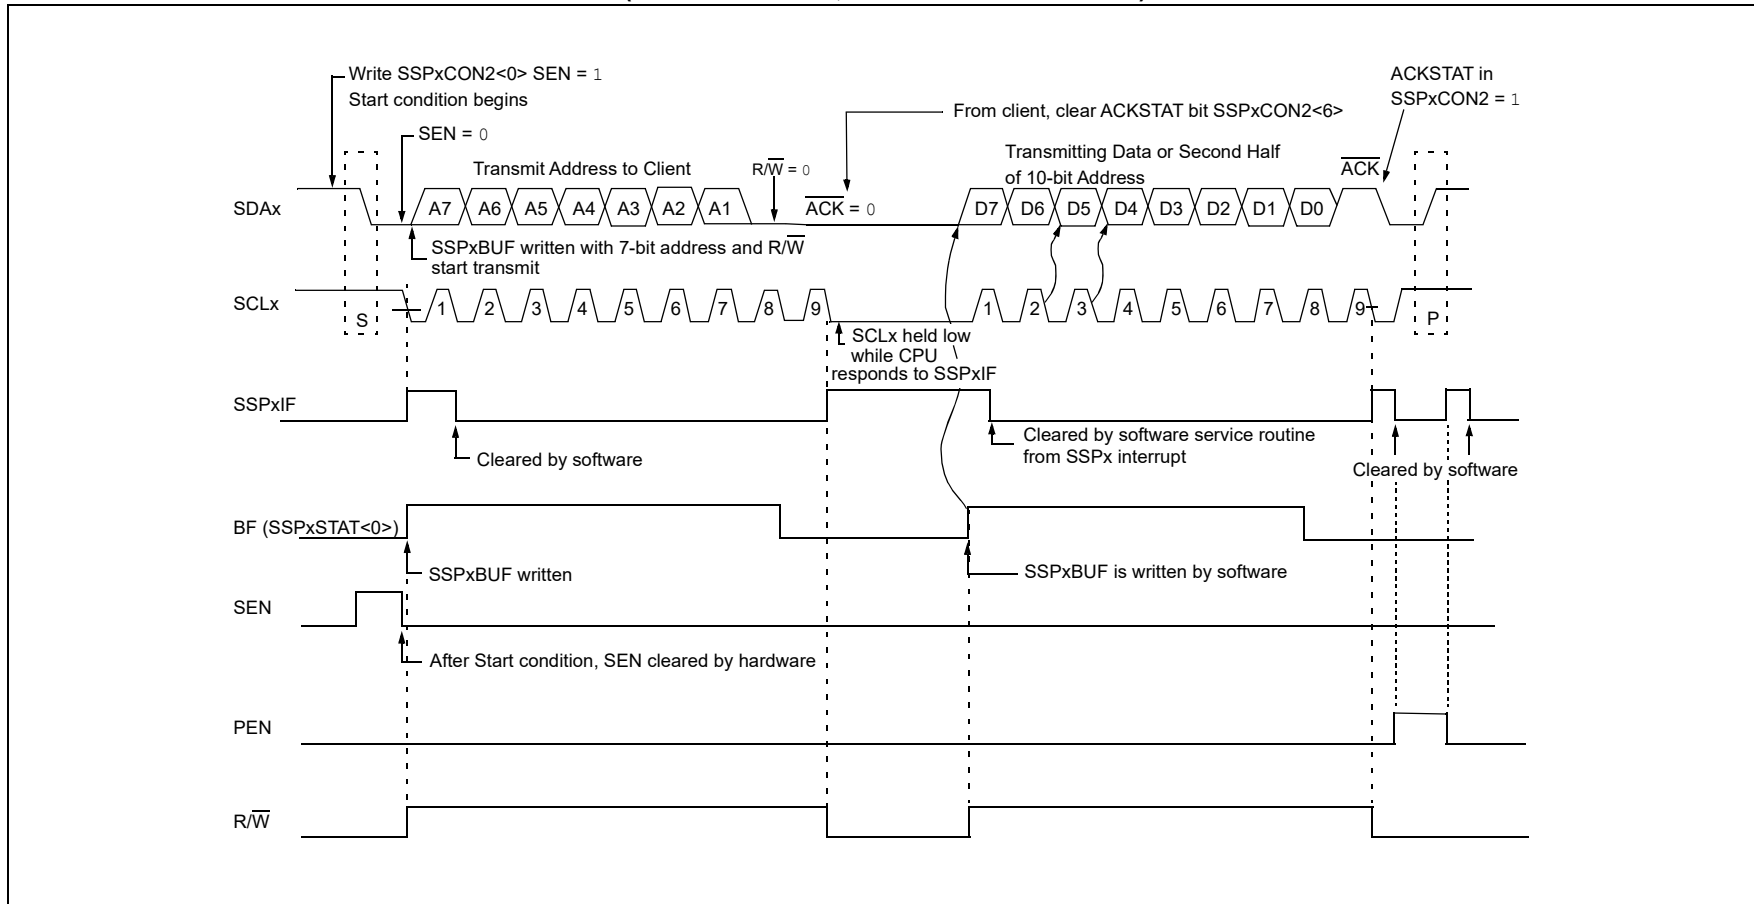 Write SSPxCON2<0> SEN = 1
Start condition begins
ACKSTAT in
SSPxCON2 = 1
From client, clear ACKSTAT bit SSPxCON2<6>
SEN = 0
Transmit Address to Client
R/W̅ = 0
Transmitting Data or Second Half
of 10-bit Address
A̅C̅K̅
SDAx
A7 A6 A5 A4 A3 A2 A1
A̅C̅K̅ = 0
D7 D6 D5 D4 D3 D2 D1 D0
SSPxBUF written with 7-bit address and R/W̅
start transmit
SCLx
S
1 2 3 4 5 6 7 8 9
1 2 3 4 5 6 7 8 9
P
SCLx held low
while CPU
responds to SSPxIF
SSPxIF
Cleared by software
Cleared by software service routine
from SSPx interrupt
Cleared by software
BF (SSPxSTAT<0>)
SSPxBUF written
SSPxBUF is written by software
SEN
After Start condition, SEN cleared by hardware
PEN
R/W̅